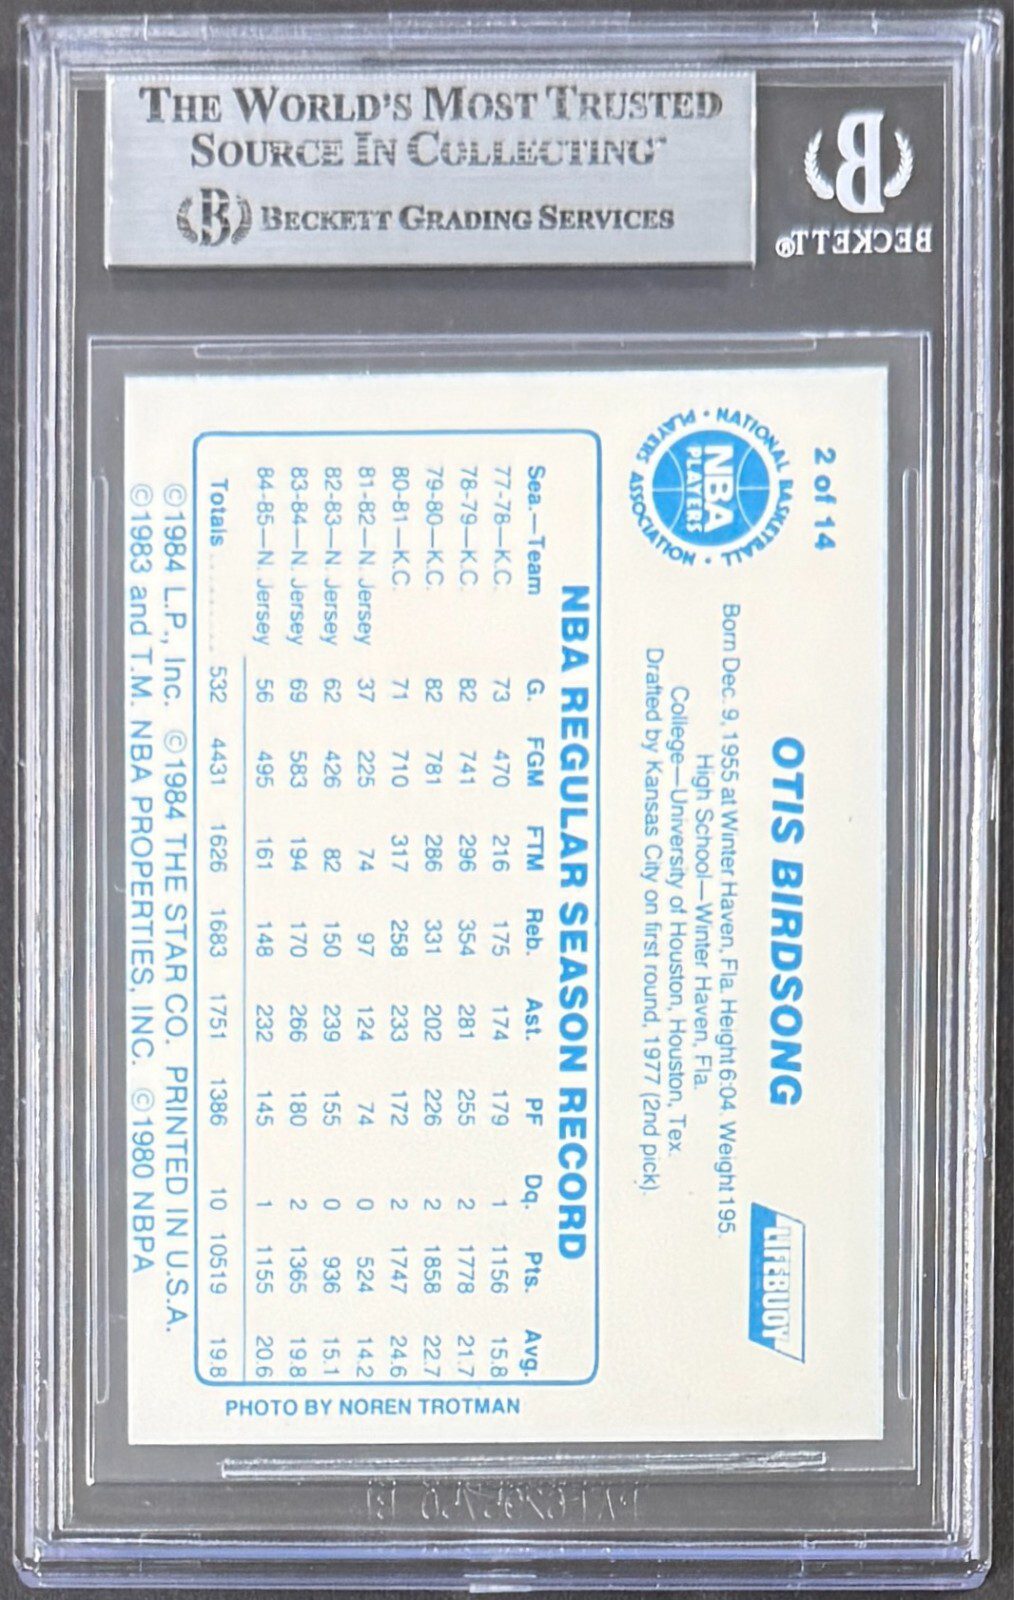 THE WORLD'S MOST TRUSTED
SOURCE IN COLLECTING™
BECKETT GRADING SERVICES
BECKETT®
2 of 14
OTIS BIRDSONG
LIFEBUOY
NATIONAL BASKETBALL PLAYERS ASSOCIATION
NBA
PLAYERS
Born Dec. 9, 1955 at Winter Haven, Fla. Height 6:04. Weight 195.
High School—Winter Haven, Fla.
College—University of Houston, Houston, Tex.
Drafted by Kansas City on first round, 1977 (2nd pick).
NBA REGULAR SEASON RECORD
Sea.—Team G. FGM FTM Reb. Ast. PF Dq. Pts. Avg.
77-78—K.C. 73 470 216 175 174 179 1 1156 15.8
78-79—K.C. 82 741 296 354 281 255 2 1778 21.7
79-80—K.C. 82 781 286 331 202 226 2 1858 22.7
80-81—K.C. 71 710 317 258 233 172 2 1747 24.6
81-82—N. Jersey 37 225 74 97 124 74 0 524 14.2
82-83—N. Jersey 62 426 82 150 239 155 0 936 15.1
83-84—N. Jersey 69 583 194 170 266 180 2 1365 19.8
84-85—N. Jersey 56 495 161 148 232 145 1 1155 20.6
Totals .......... 532 4431 1626 1683 1751 1386 10 10519 19.8
©1984 L.P., Inc. ©1984 THE STAR CO. PRINTED IN U.S.A.
©1983 and T.M. NBA PROPERTIES, INC. ©1980 NBPA
PHOTO BY NOREN TROTMAN